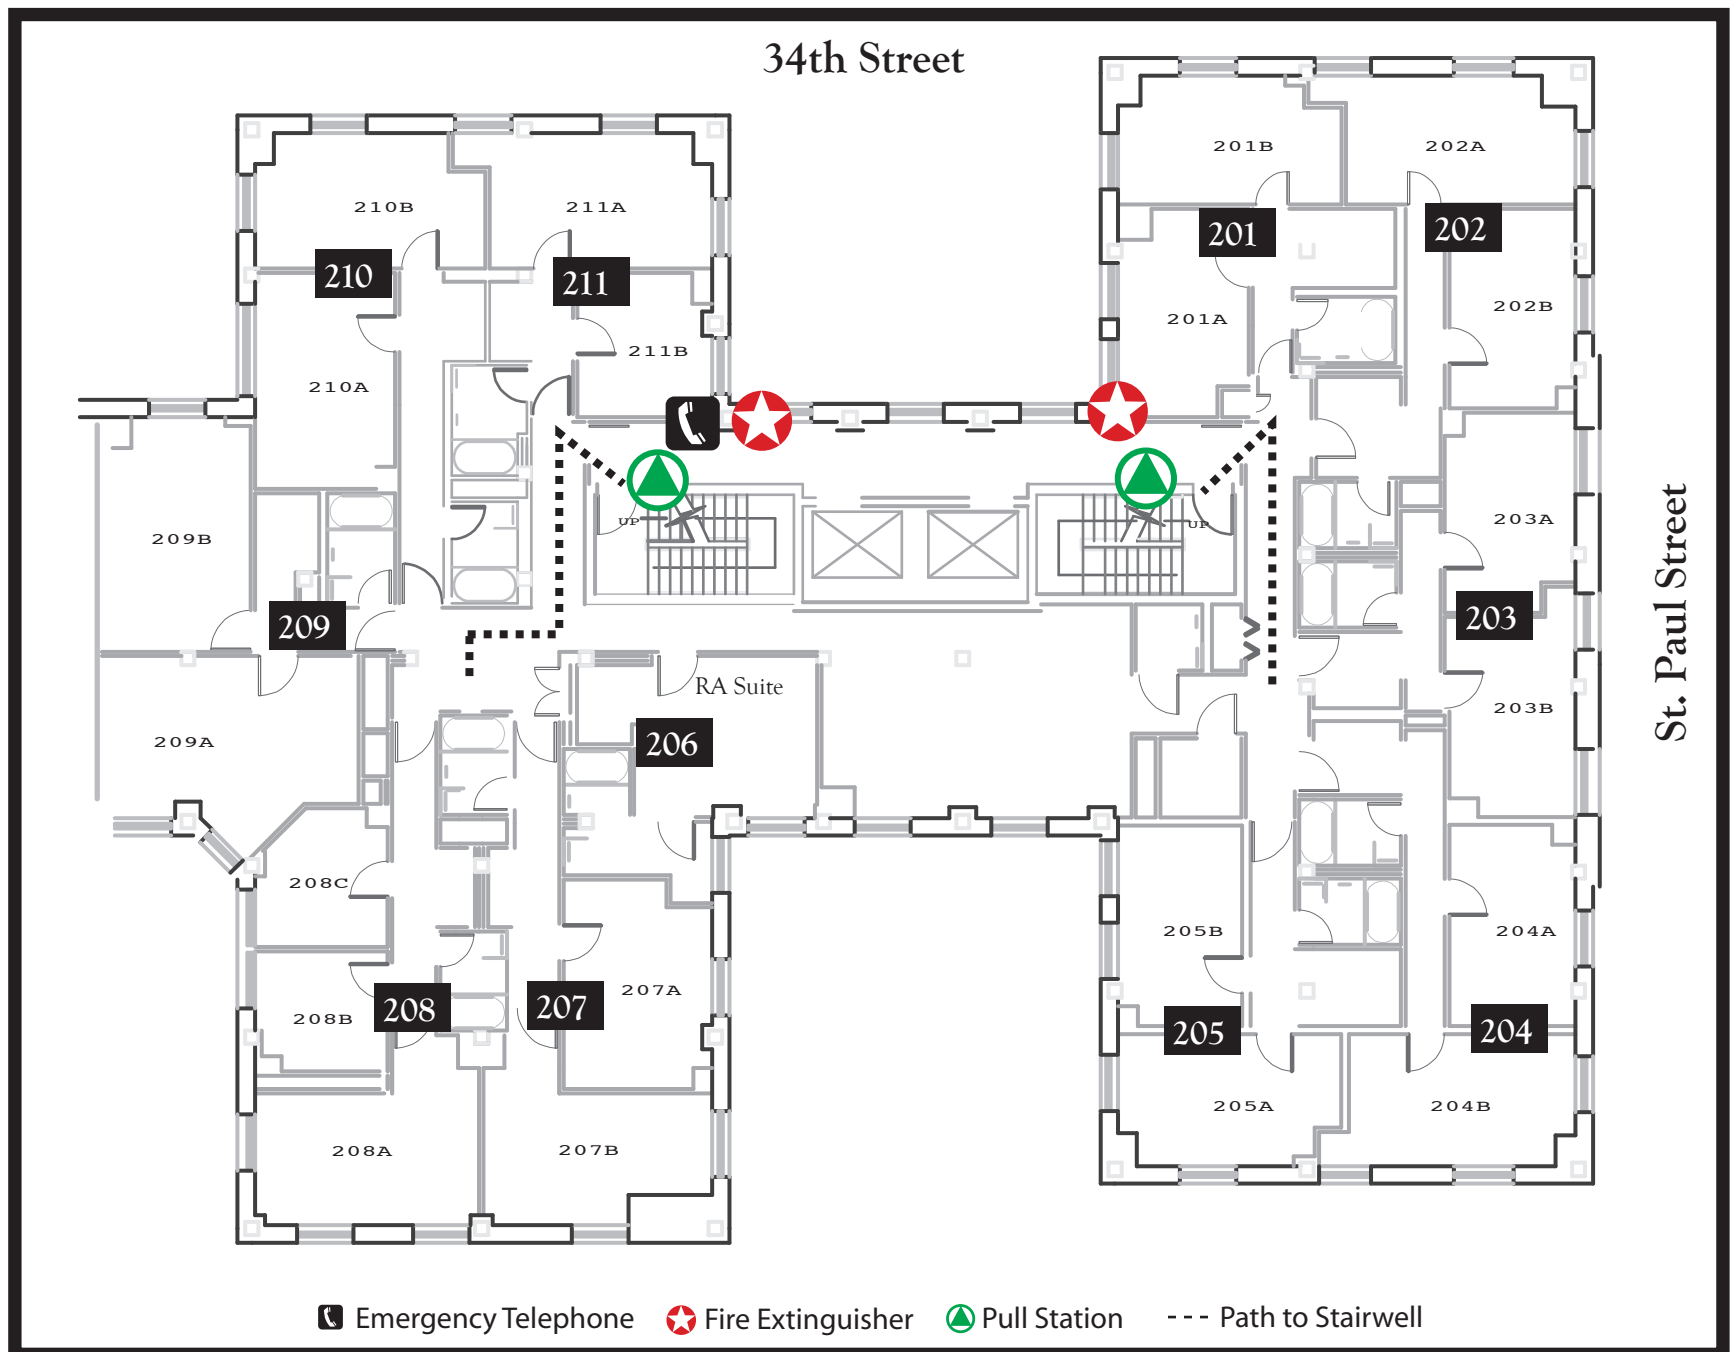 34th Street
201B
202A
210B
211A
201
202
210
211
201A
202B
211B
210A
203A
UP
UP
209B
St. Paul Street
209
203
RA Suite
203B
209A
206
208C
205B
204A
207A
208
207
208B
205
204
205A
204B
208A
207B
Emergency Telephone
Fire Extinguisher
Pull Station
Path to Stairwell